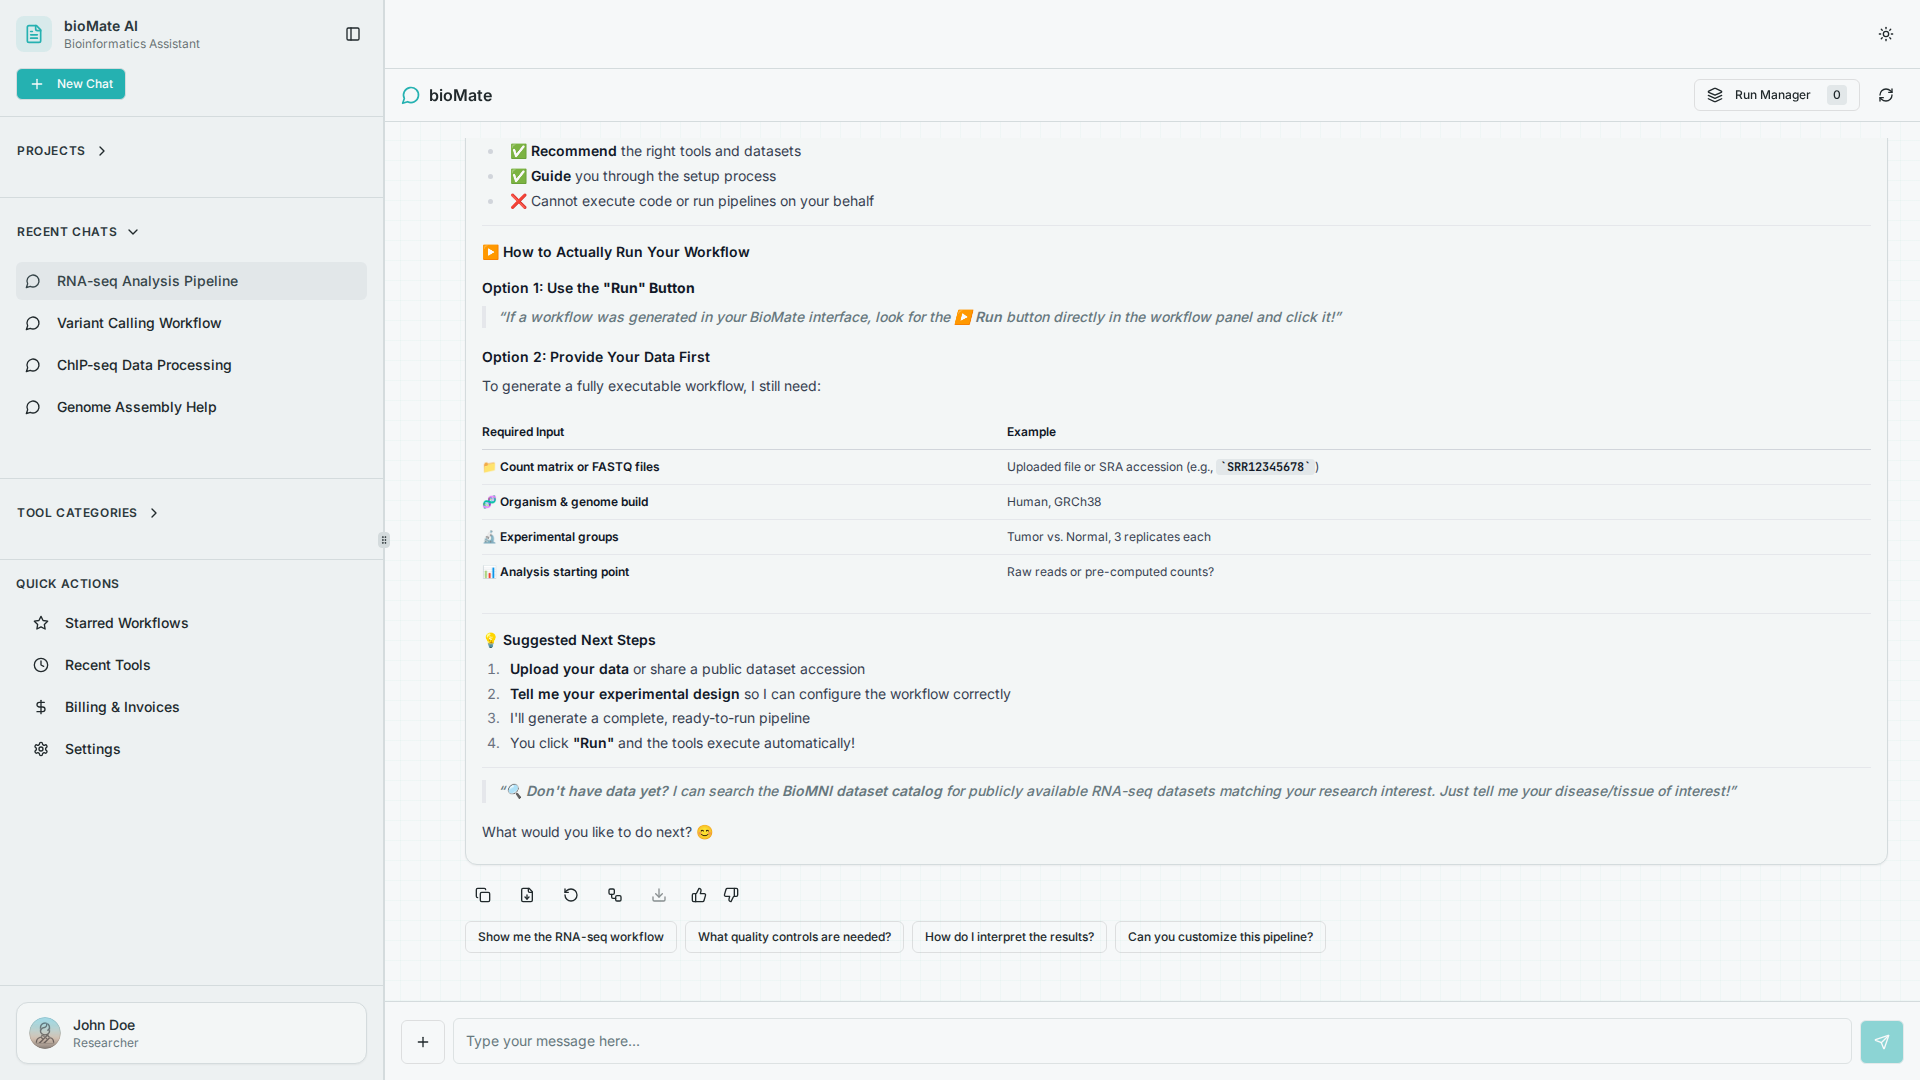 bioMate AI
Bioinformatics Assistant
New Chat
PROJECTS
RECENT CHATS
RNA-seq Analysis Pipeline
Variant Calling Workflow
ChIP-seq Data Processing
Genome Assembly Help
TOOL CATEGORIES
QUICK ACTIONS
Starred Workflows
Recent Tools
Billing & Invoices
Settings
John Doe
Researcher
bioMate
Run Manager 0
✅ Recommend the right tools and datasets
✅ Guide you through the setup process
❌ Cannot execute code or run pipelines on your behalf
▶️ How to Actually Run Your Workflow
Option 1: Use the "Run" Button
“If a workflow was generated in your BioMate interface, look for the ▶️ Run button directly in the workflow panel and click it!”
Option 2: Provide Your Data First
To generate a fully executable workflow, I still need:
Required Input Example
📁 Count matrix or FASTQ files Uploaded file or SRA accession (e.g., `SRR12345678`)
🧬 Organism & genome build Human, GRCh38
🔬 Experimental groups Tumor vs. Normal, 3 replicates each
📊 Analysis starting point Raw reads or pre-computed counts?
💡 Suggested Next Steps
1. Upload your data or share a public dataset accession
2. Tell me your experimental design so I can configure the workflow correctly
3. I'll generate a complete, ready-to-run pipeline
4. You click "Run" and the tools execute automatically!
“🔍 Don't have data yet? I can search the BioMNI dataset catalog for publicly available RNA-seq datasets matching your research interest. Just tell me your disease/tissue of interest!”
What would you like to do next? 😊
Show me the RNA-seq workflow
What quality controls are needed?
How do I interpret the results?
Can you customize this pipeline?
Type your message here...